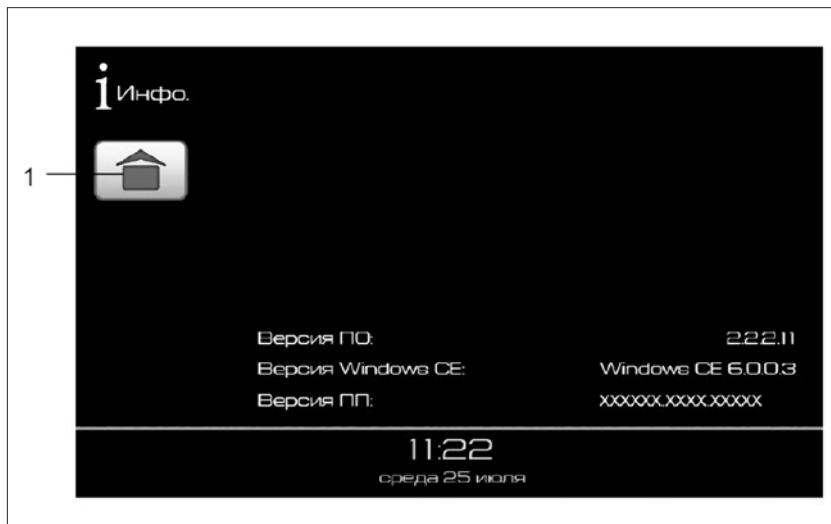 i Инфо.
1
Версия ПО: 2.2.2.11
Версия Windows CE: Windows CE 6.0.0.3
Версия ПП: xxxxxx.xxxx.xxxxx
11:22
среда 25 июля